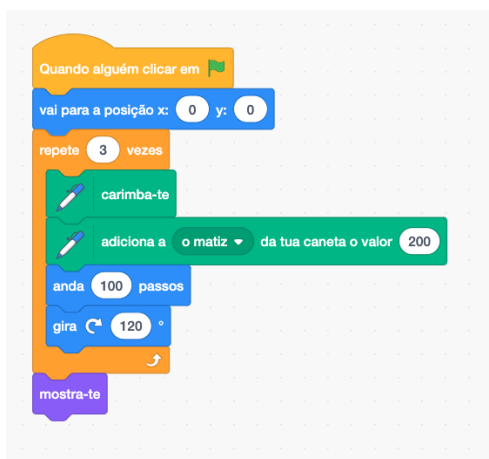 Quando alguém clicar em
vai para a posição x: 0 y: 0
repete 3 vezes
carimba-te
adiciona a o matiz da tua caneta o valor 200
anda 100 passos
gira 120 °
mostra-te